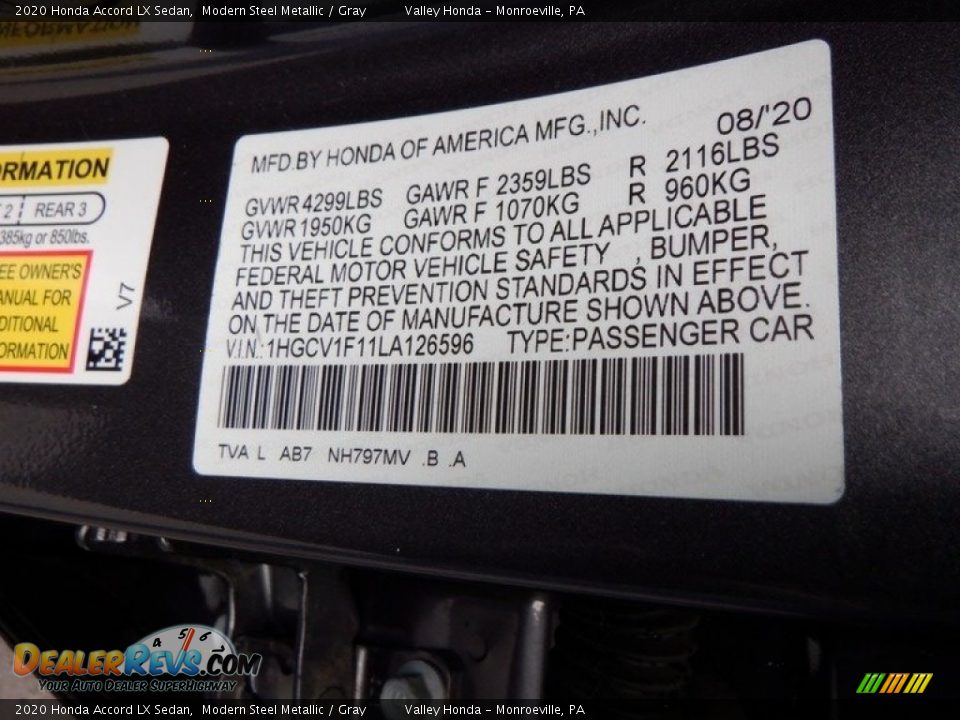 2020 Honda Accord LX Sedan, Modern Steel Metallic / Gray Valley Honda - Monroeville, PA
ORMATION
2 REAR 3
385kg or 850lbs.
EE OWNER'S
ANUAL FOR
DITIONAL
ORMATION
V7
MFD.BY HONDA OF AMERICA MFG.,INC. 08/'20
GVWR 4299LBS GAWR F 2359LBS R 2116LBS
GVWR 1950KG GAWR F 1070KG R 960KG
THIS VEHICLE CONFORMS TO ALL APPLICABLE
FEDERAL MOTOR VEHICLE SAFETY , BUMPER,
AND THEFT PREVENTION STANDARDS IN EFFECT
ON THE DATE OF MANUFACTURE SHOWN ABOVE.
V.I.N.:1HGCV1F11LA126596 TYPE:PASSENGER CAR
TVA L AB7 NH797MV .B .A
4 5 6
DEALERREVS.COM
YOUR AUTO DEALER SUPERHIGHWAY
2020 Honda Accord LX Sedan, Modern Steel Metallic / Gray Valley Honda - Monroeville, PA